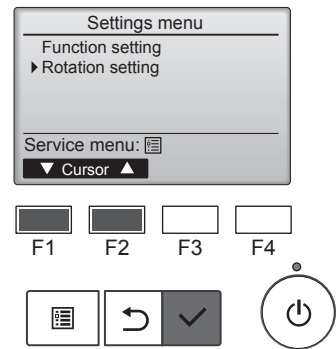 Settings menu
Function setting
▶ Rotation setting
Service menu:
▼ Cursor ▲
F1 F2 F3 F4